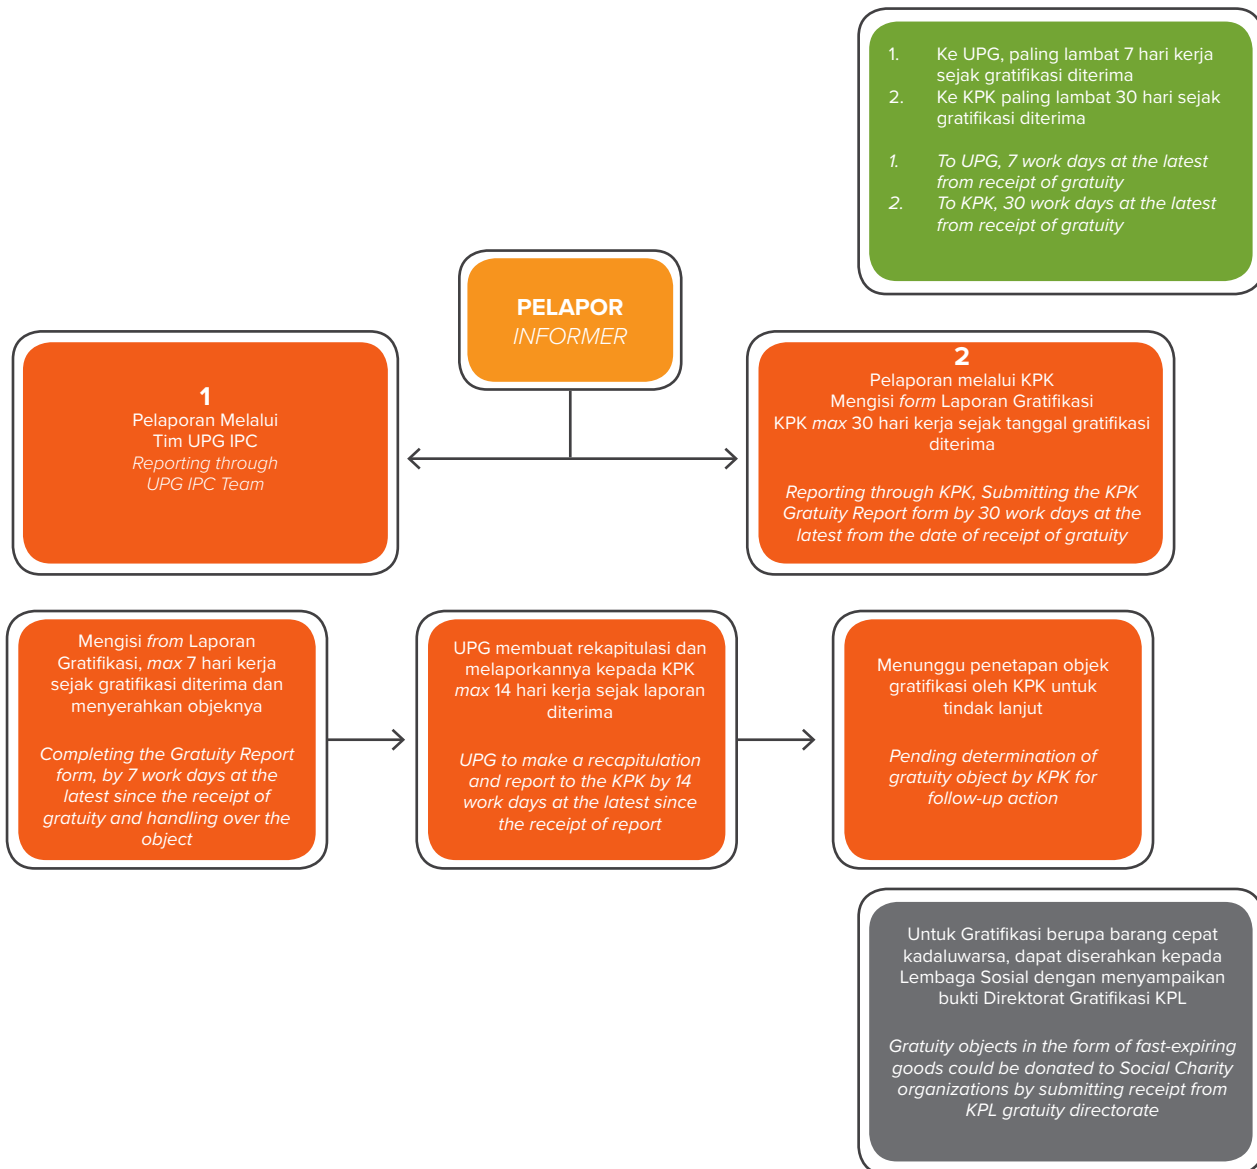 1. Ke UPG, paling lambat 7 hari kerja
sejak gratifikasi diterima
2. Ke KPK paling lambat 30 hari sejak
gratifikasi diterima
1. To UPG, 7 work days at the latest
from receipt of gratuity
2. To KPK, 30 work days at the latest
from receipt of gratuity
PELAPOR
INFORMER
1
Pelaporan Melalui
Tim UPG IPC
Reporting through
UPG IPC Team
2
Pelaporan melalui KPK
Mengisi form Laporan Gratifikasi
KPK max 30 hari kerja sejak tanggal gratifikasi
diterima
Reporting through KPK, Submitting the KPK
Gratuity Report form by 30 work days at the
latest from the date of receipt of gratuity
Mengisi from Laporan
Gratifikasi, max 7 hari kerja
sejak gratifikasi diterima dan
menyerahkan objeknya
Completing the Gratuity Report
form, by 7 work days at the
latest since the receipt of
gratuity and handling over the
object
UPG membuat rekapitulasi dan
melaporkannya kepada KPK
max 14 hari kerja sejak laporan
diterima
UPG to make a recapitulation
and report to the KPK by 14
work days at the latest since
the receipt of report
Menunggu penetapan objek
gratifikasi oleh KPK untuk
tindak lanjut
Pending determination of
gratuity object by KPK for
follow-up action
Untuk Gratifikasi berupa barang cepat
kadaluwarsa, dapat diserahkan kepada
Lembaga Sosial dengan menyampaikan
bukti Direktorat Gratifikasi KPL
Gratuity objects in the form of fast-expiring
goods could be donated to Social Charity
organizations by submitting receipt from
KPL gratuity directorate